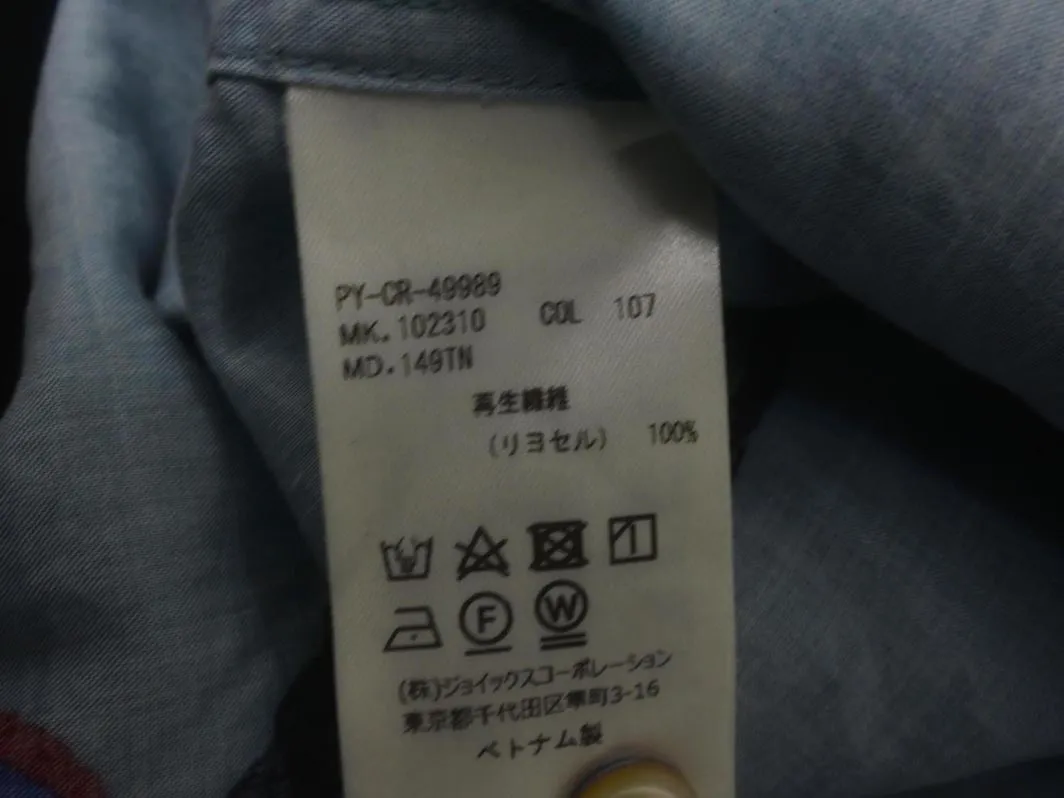 PY-CR-49989
MK.102310 COL 107
MD.149TN
再生繊維
(リヨセル) 100%
F W
(株)ジョイックスコーポレーション
東京都千代田区隼町3-16
ベトナム製